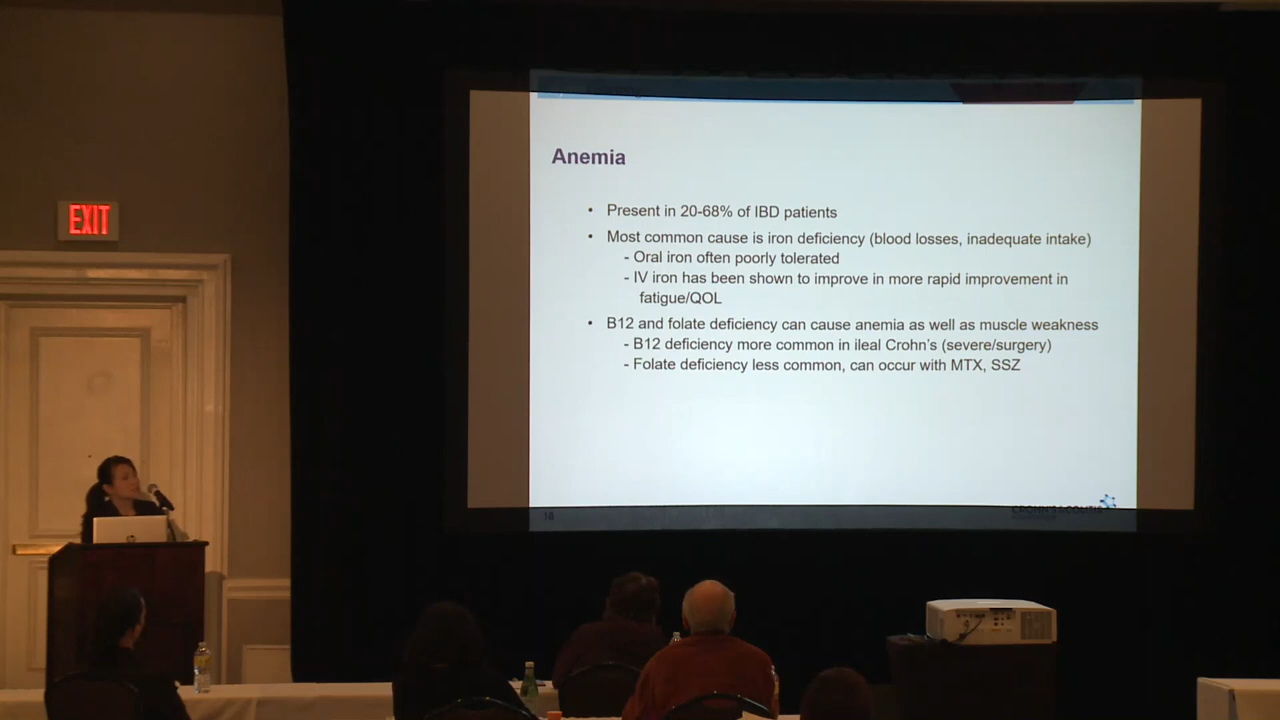 EXIT
Anemia
• Present in 20-68% of IBD patients
• Most common cause is iron deficiency (blood losses, inadequate intake)
- Oral iron often poorly tolerated
- IV iron has been shown to improve in more rapid improvement in
fatigue/QOL
• B12 and folate deficiency can cause anemia as well as muscle weakness
- B12 deficiency more common in ileal Crohn's (severe/surgery)
- Folate deficiency less common, can occur with MTX, SSZ
18
CROHN'S & COLITIS